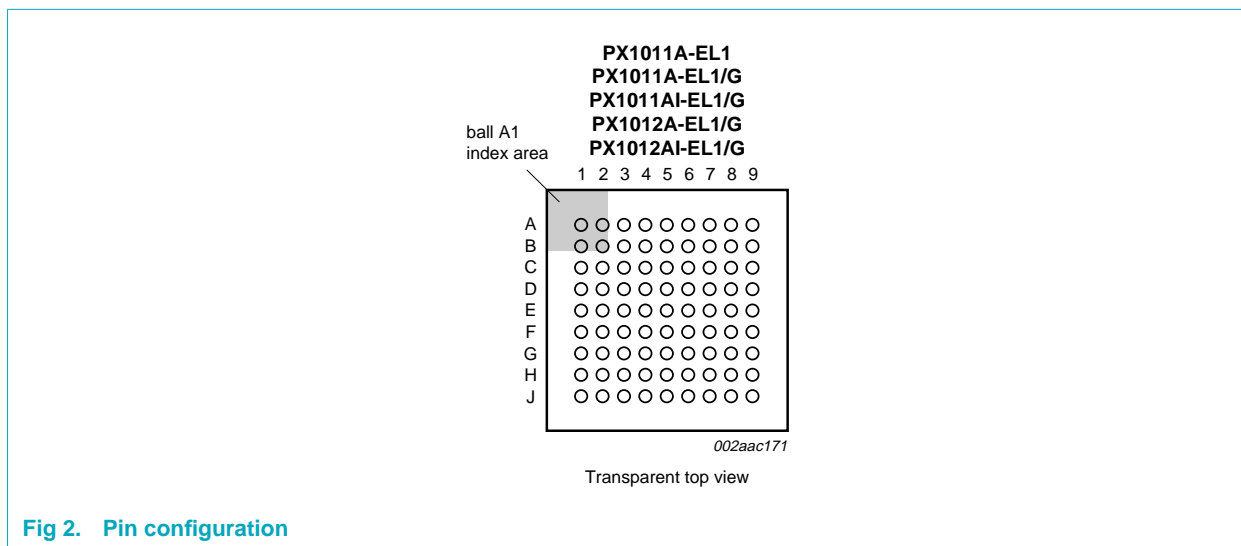 PX1011A-EL1
PX1011A-EL1/G
PX1011AI-EL1/G
PX1012A-EL1/G
PX1012AI-EL1/G
ball A1
index area
1 2 3 4 5 6 7 8 9
A
B
C
D
E
F
G
H
J
002aac171
Transparent top view
Fig 2. Pin configuration